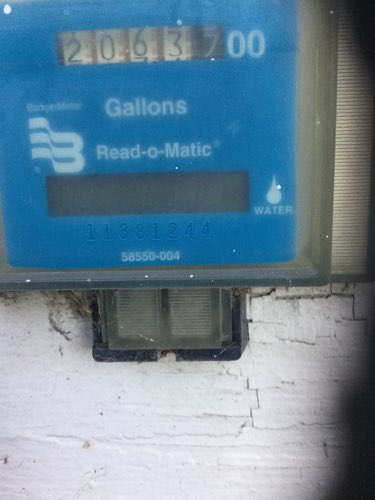 2063700
Gallons
BadgerMeter
Read-o-Matic®
WATER
11381244
58550-004